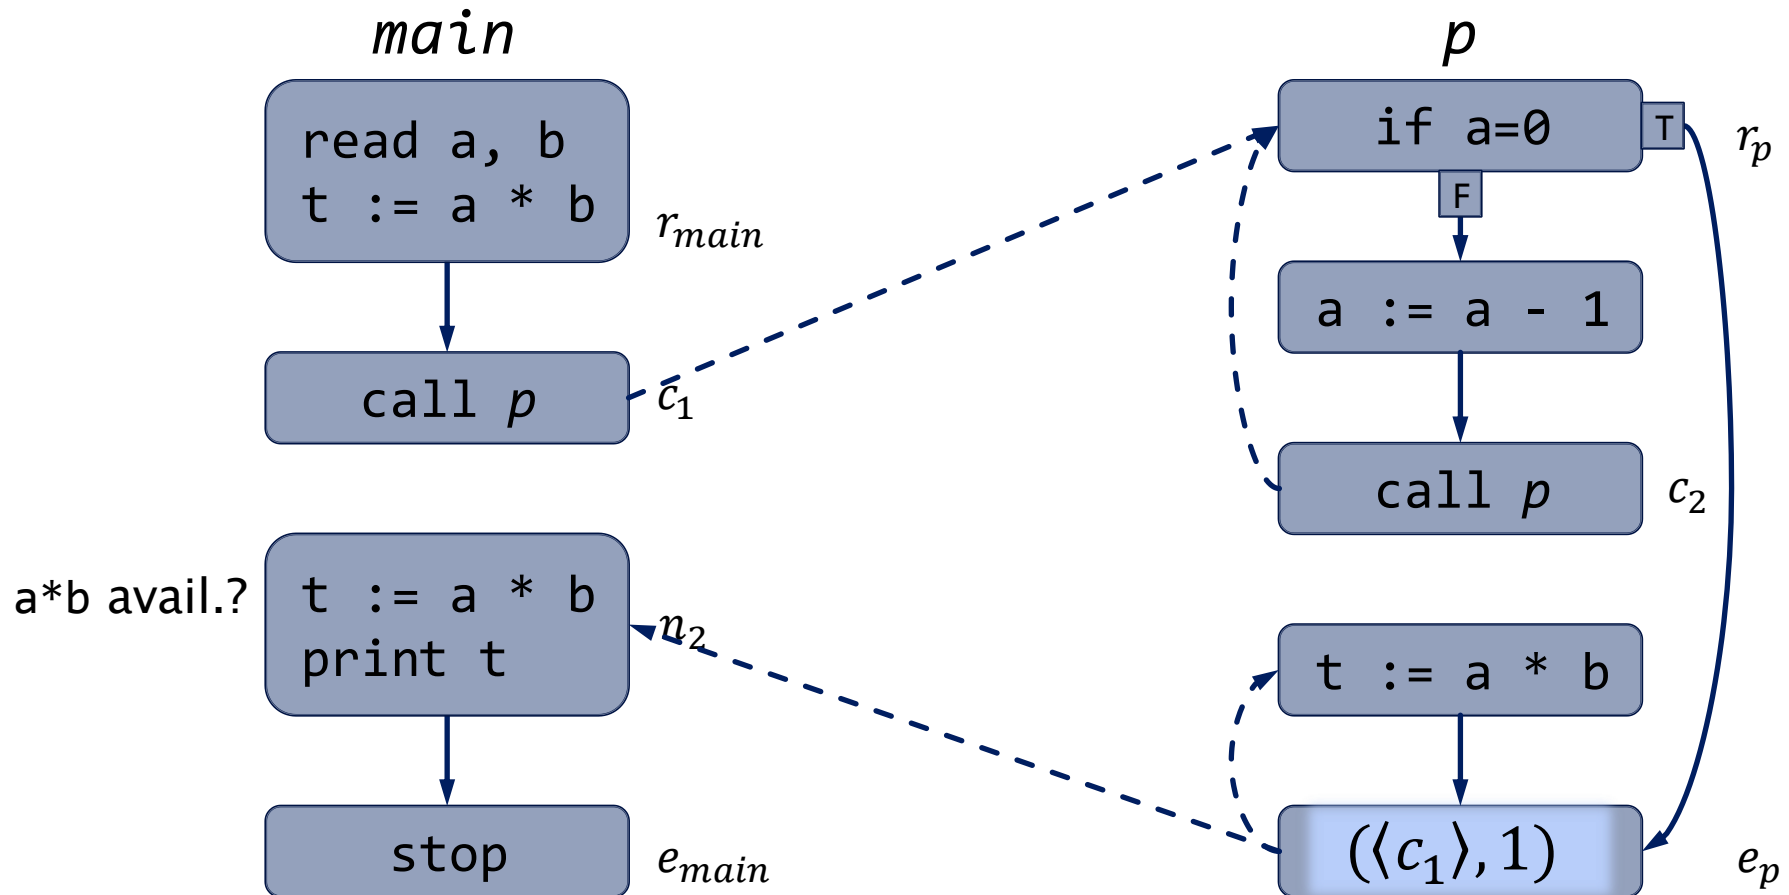 main
read a, b
t := a * b
r_main
call p
c_1
a*b avail.?
t := a * b
print t
n_2
stop
e_main
p
if a=0
T
r_p
F
a := a - 1
call p
c_2
t := a * b
(⟨c_1⟩, 1)
e_p